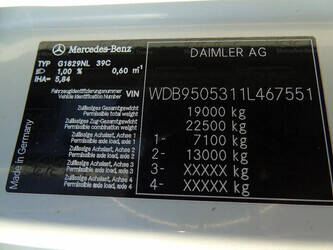 Mercedes-Benz
DAIMLER AG
TYP G1829NL 39C
1,00 % 0,60 m⁻¹
IHA= 5,84
Fahrzeugidentifizierungsnummer
Vehicle Identification Number VIN WDB9505311L467551
Zulässiges Gesamtgewicht
Permissible total weight 19000 kg
Zulässiges Zug-Gesamtgewicht
Permissible combination weight 22500 kg
Zulässige Achslast, Achse 1
Permissible axle load, axle 1 1- 7100 kg
Zulässige Achslast, Achse 2
Permissible axle load, axle 2 2- 13000 kg
Zulässige Achslast, Achse 3
Permissible axle load, axle 3 3- XXXXX kg
Zulässige Achslast, Achse 4
Permissible axle load, axle 4 4- XXXXX kg
Made in Germany